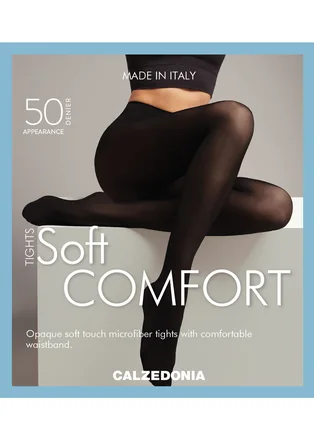 MADE IN ITALY
50 DENIER
APPEARANCE
TIGHTS
Soft
COMFORT
Opaque soft touch microfiber tights with comfortable
waistband.
CALZEDONIA